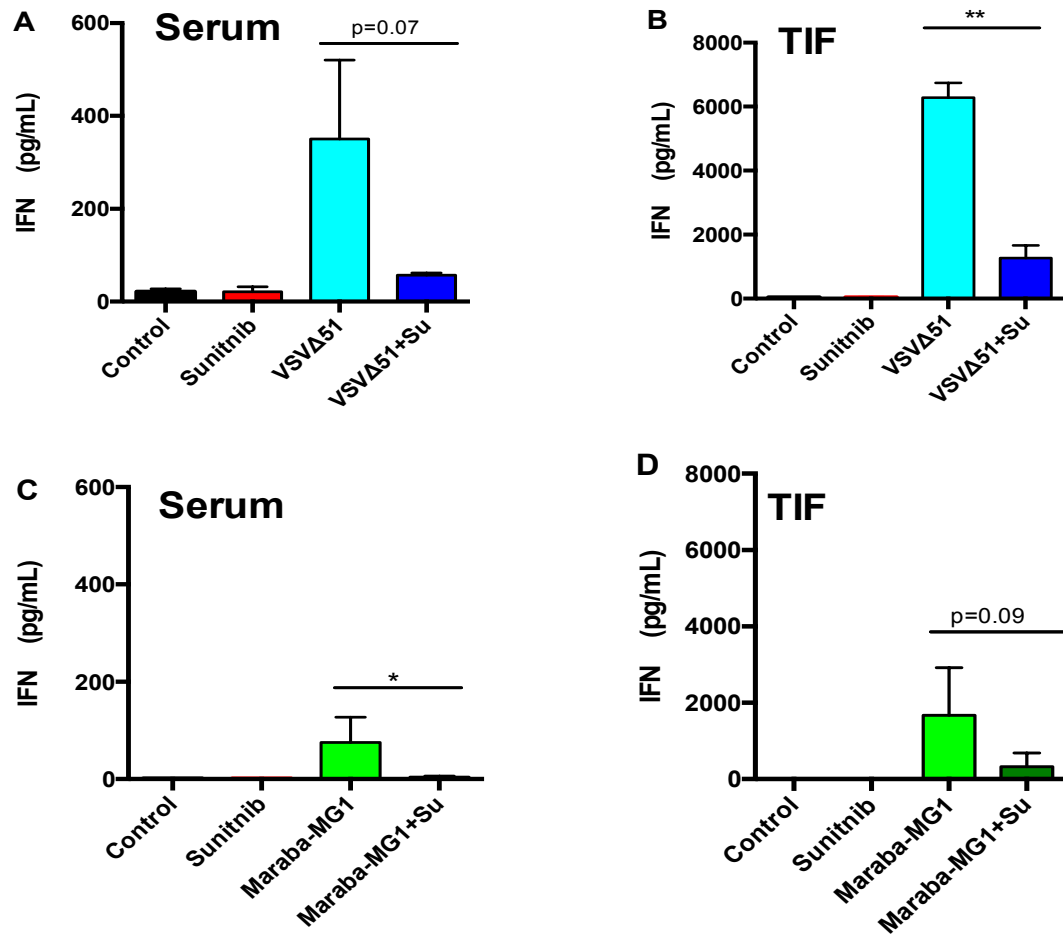 A
Serum
p=0.07
600
400
200
0
IFN (pg/mL)
Control
Sunitnib
VSVΔ51
VSVΔ51+Su
B
TIF
**
8000
6000
4000
2000
0
IFN (pg/mL)
Control
Sunitnib
VSVΔ51
VSVΔ51+Su
C
Serum
*
600
400
200
0
IFN (pg/mL)
Control
Sunitnib
Maraba-MG1
Maraba-MG1+Su
D
TIF
p=0.09
8000
6000
4000
2000
0
IFN (pg/mL)
Control
Sunitnib
Maraba-MG1
Maraba-MG1+Su